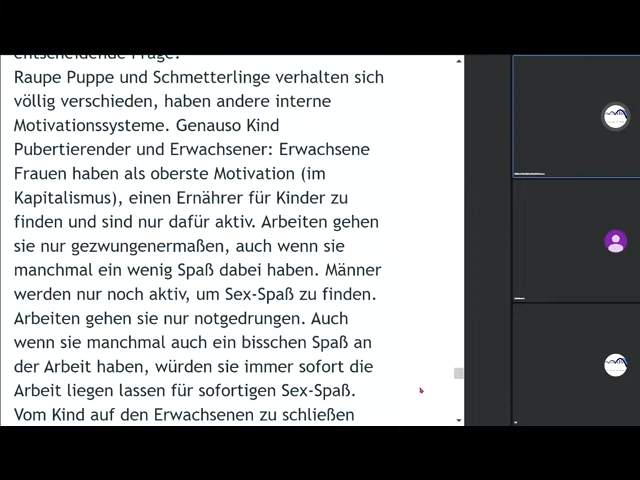 entscheidende Frage:
Raupe Puppe und Schmetterlinge verhalten sich
völlig verschieden, haben andere interne
Motivationssysteme. Genauso Kind
Pubertierender und Erwachsener: Erwachsene
Frauen haben als oberste Motivation (im
Kapitalismus), einen Ernährer für Kinder zu
finden und sind nur dafür aktiv. Arbeiten gehen
sie nur gezwungenermaßen, auch wenn sie
manchmal ein wenig Spaß dabei haben. Männer
werden nur noch aktiv, um Sex-Spaß zu finden.
Arbeiten gehen sie nur notgedrungen. Auch
wenn sie manchmal auch ein bisschen Spaß an
der Arbeit haben, würden sie immer sofort die
Arbeit liegen lassen für sofortigen Sex-Spaß.
Vom Kind auf den Erwachsenen zu schließen